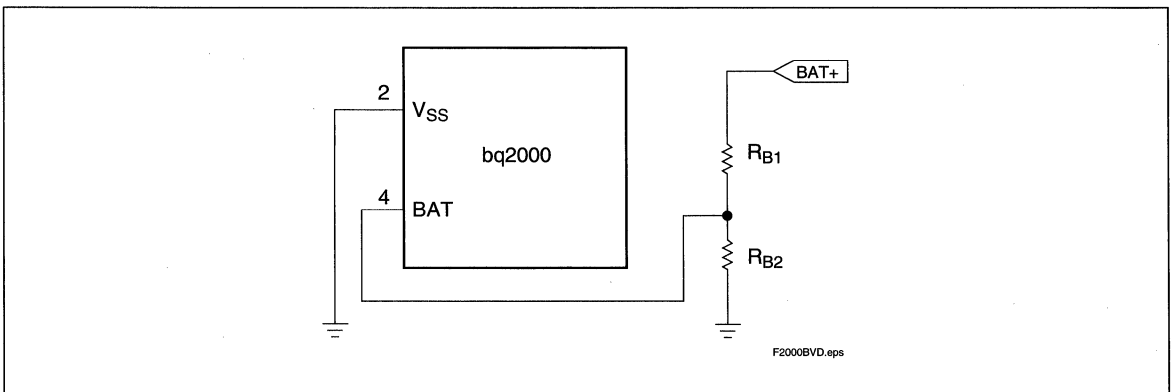 BAT+
2
VSS
bq2000
RB1
4
BAT
RB2
F2000BVD.eps